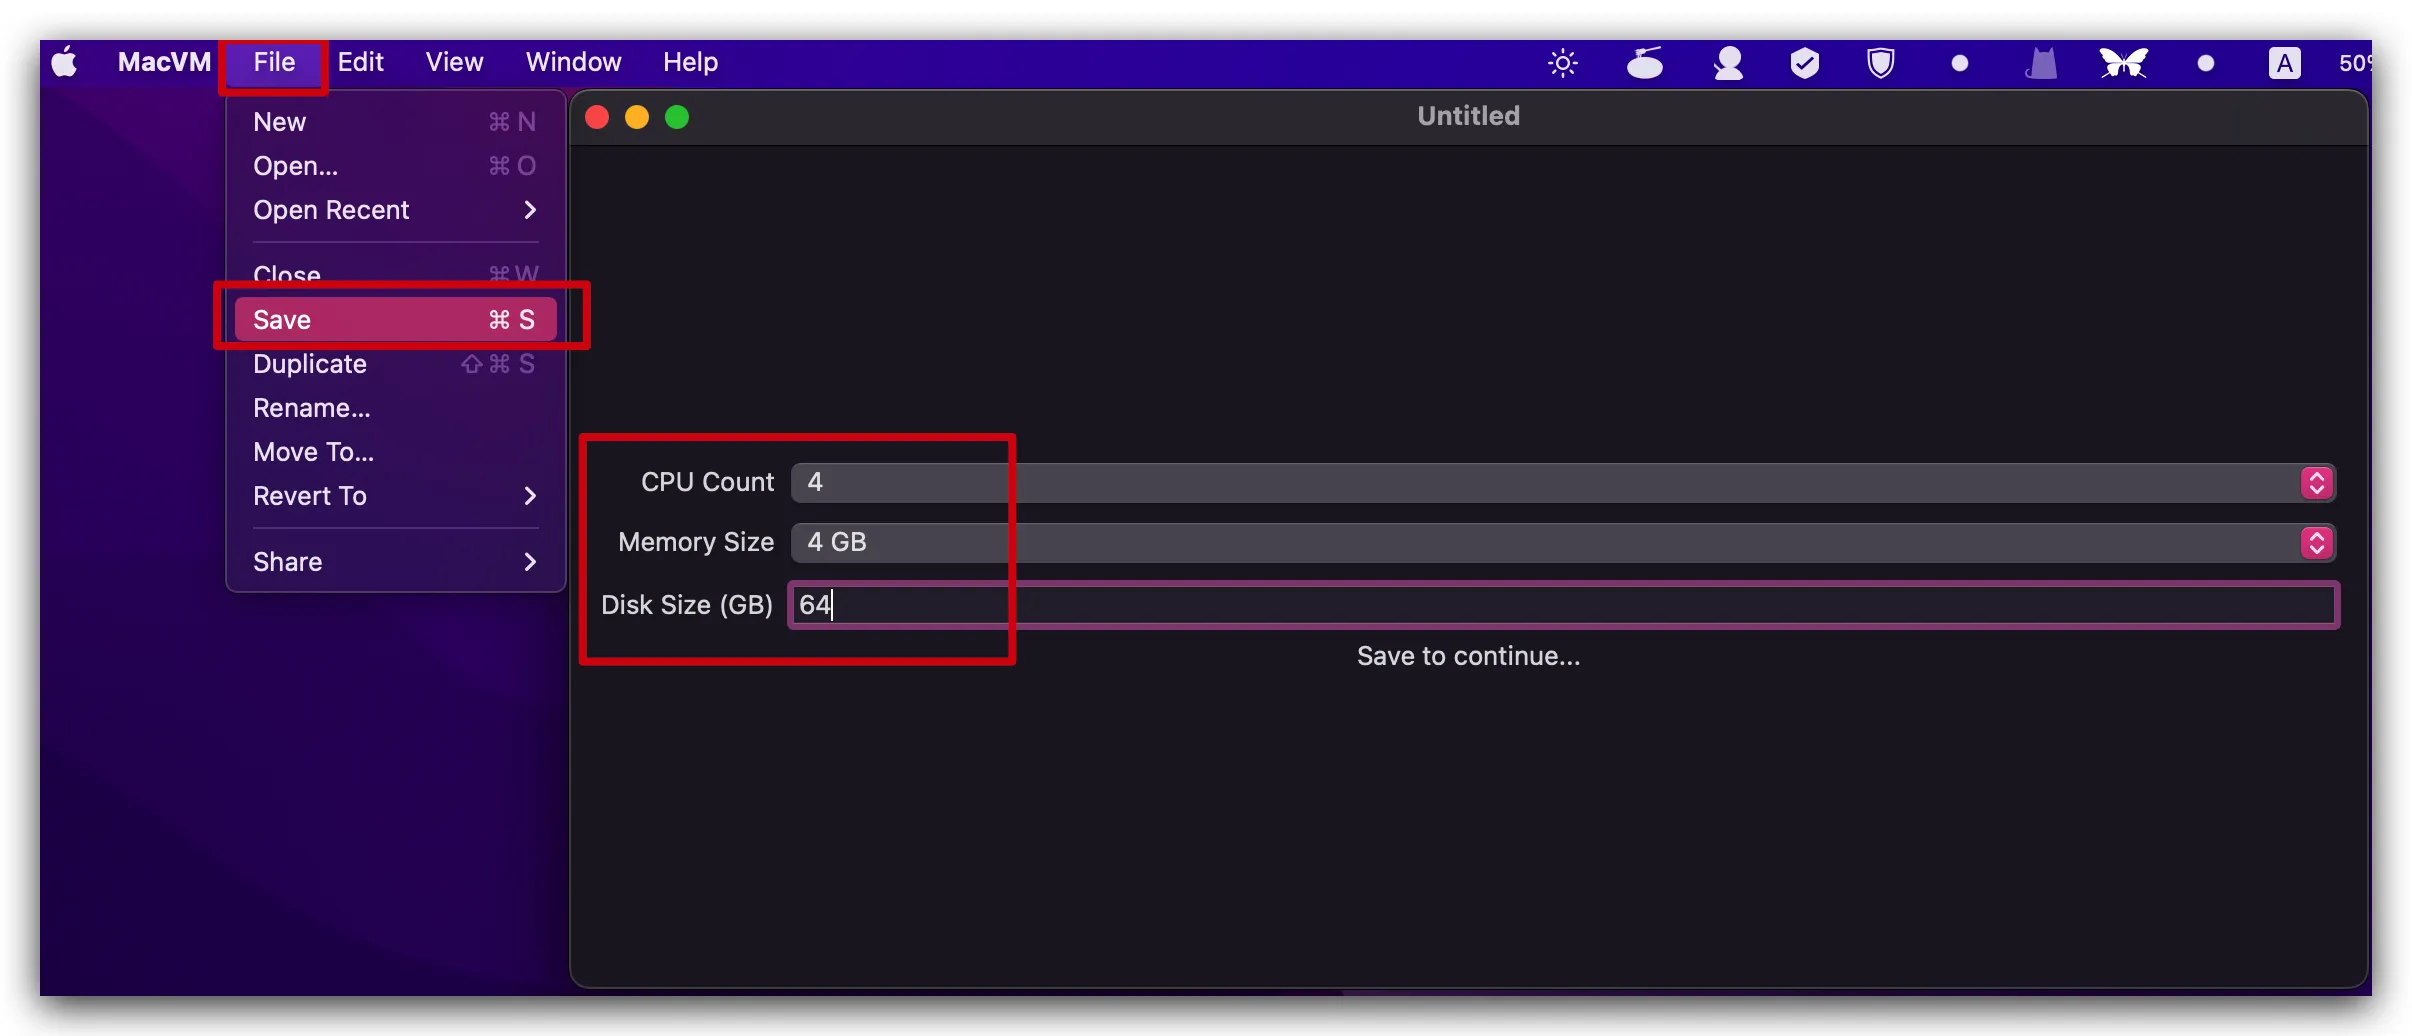 MacVM File Edit View Window Help A 50%
Untitled
New ⌘ N
Open... ⌘ O
Open Recent
Close ⌘ W
Save ⌘ S
Duplicate ⇧ ⌘ S
Rename...
Move To...
Revert To
Share
CPU Count 4
Memory Size 4 GB
Disk Size (GB) 64
Save to continue...